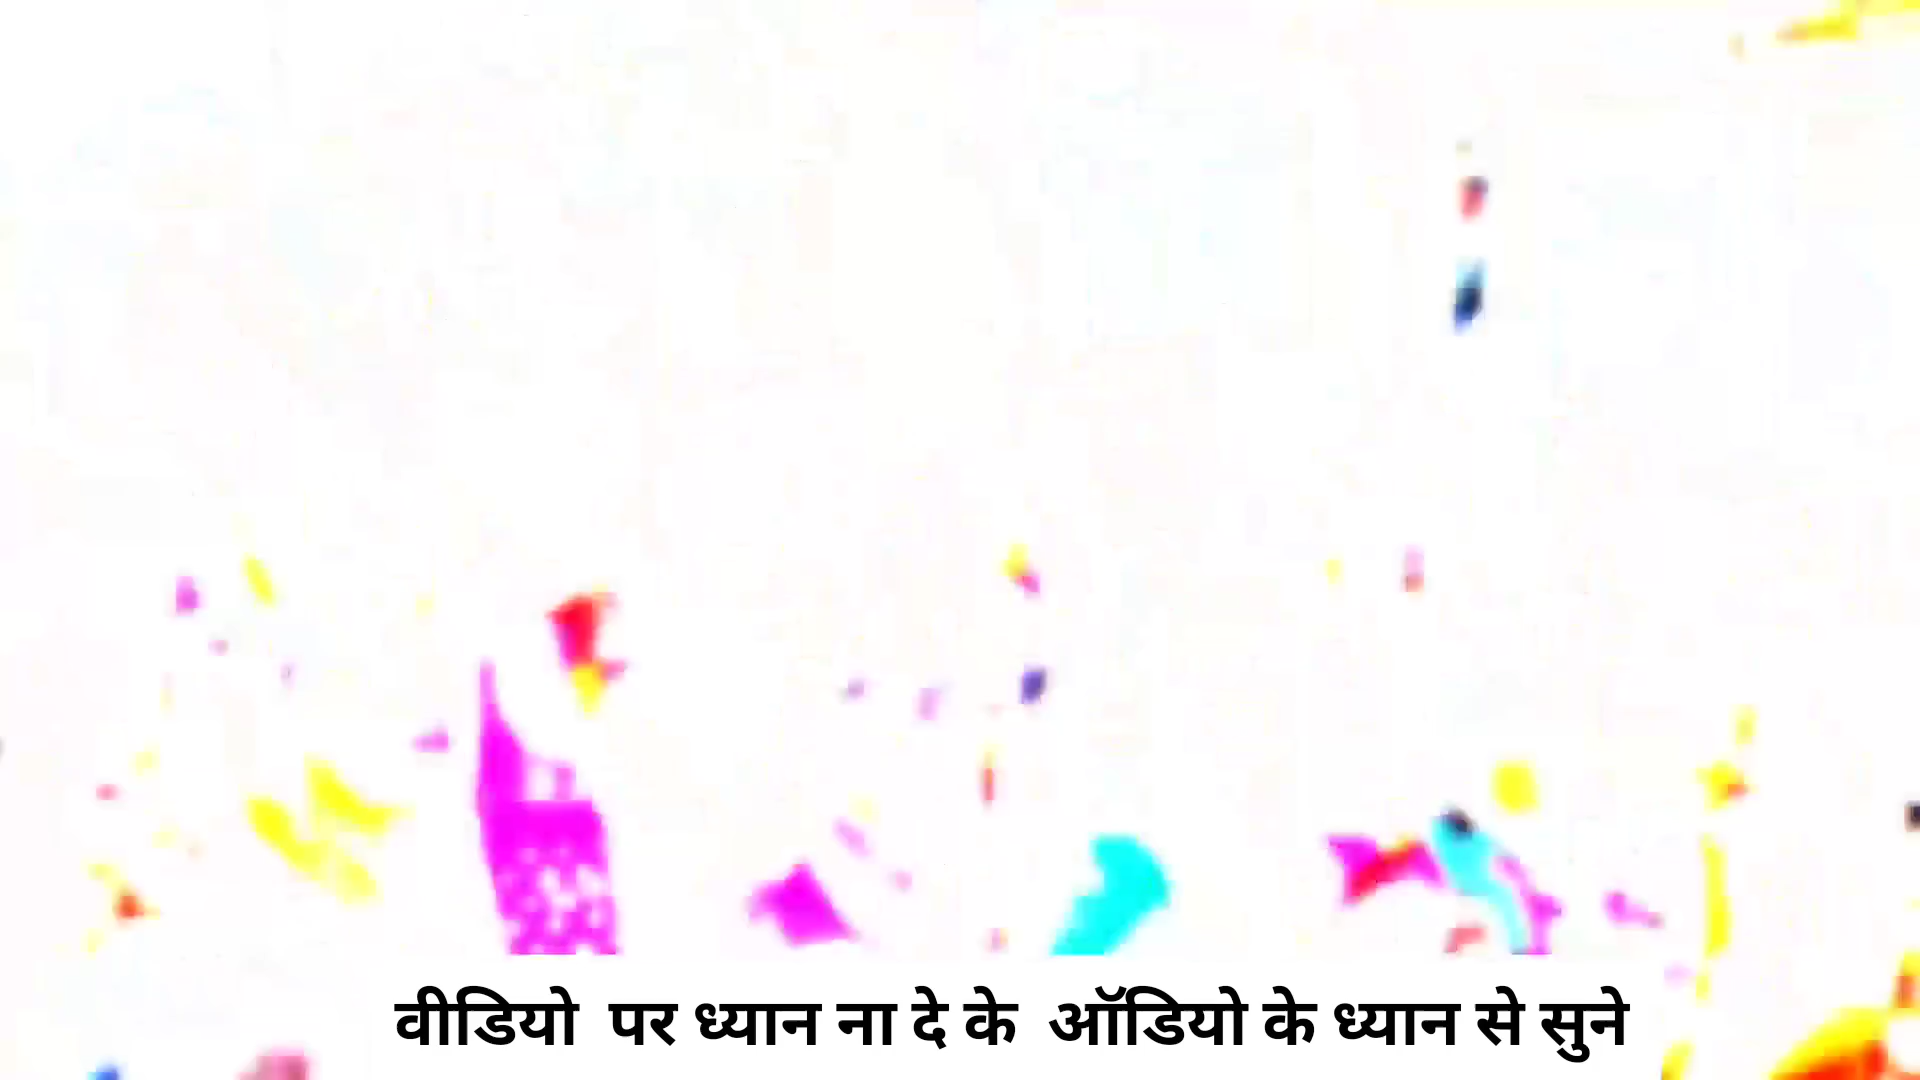 वीडियो पर ध्यान ना दे के ऑडियो के ध्यान से सुने